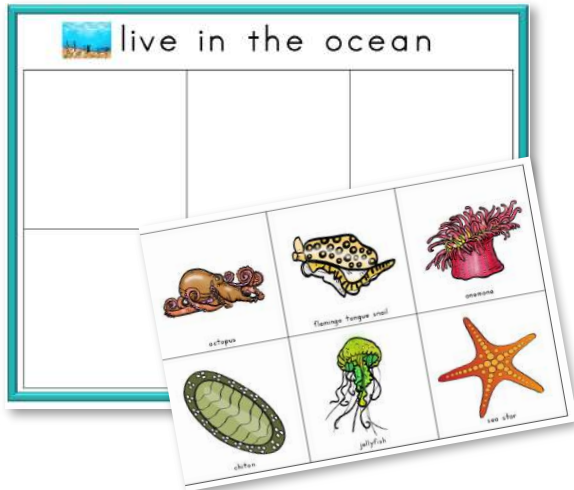 live in the ocean
octopus
flamingo tongue snail
anemone
chiton
jellyfish
sea star